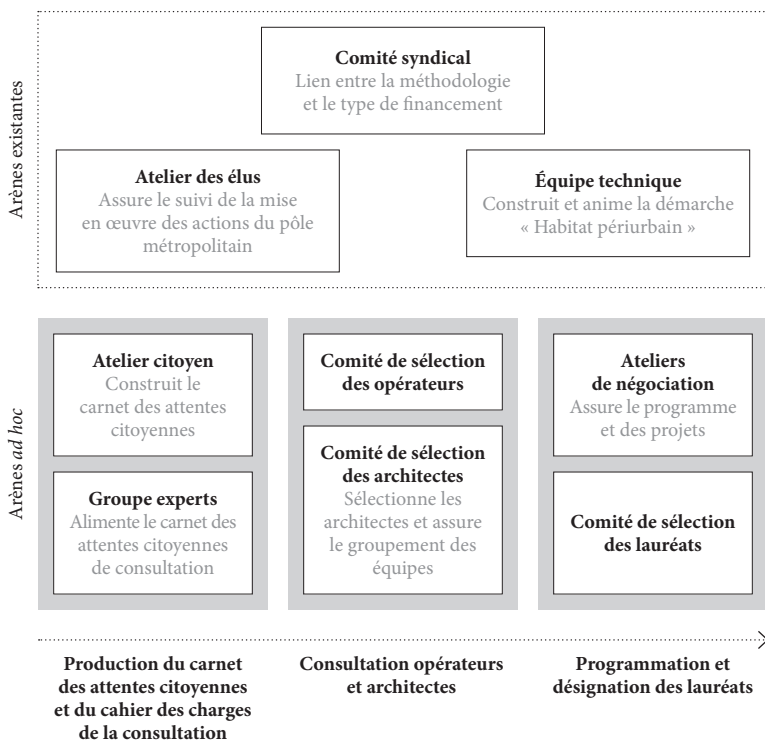 Arènes existantes
Comité syndical
Lien entre la méthodologie
et le type de financement
Atelier des élus
Assure le suivi de la mise
en œuvre des actions du pôle
métropolitain
Équipe technique
Construit et anime la démarche
« Habitat périurbain »
Arènes ad hoc
Atelier citoyen
Construit le
carnet des attentes
citoyennes
Groupe experts
Alimente le carnet des
attentes citoyennes
de consultation
Comité de sélection
des opérateurs
Comité de sélection
des architectes
Sélectionne les
architectes et assure
le groupement des
équipes
Ateliers
de négociation
Assure le programme
et des projets
Comité de sélection
des lauréats
Production du carnet
des attentes citoyennes
et du cahier des charges
de la consultation
Consultation opérateurs
et architectes
Programmation et
désignation des lauréats